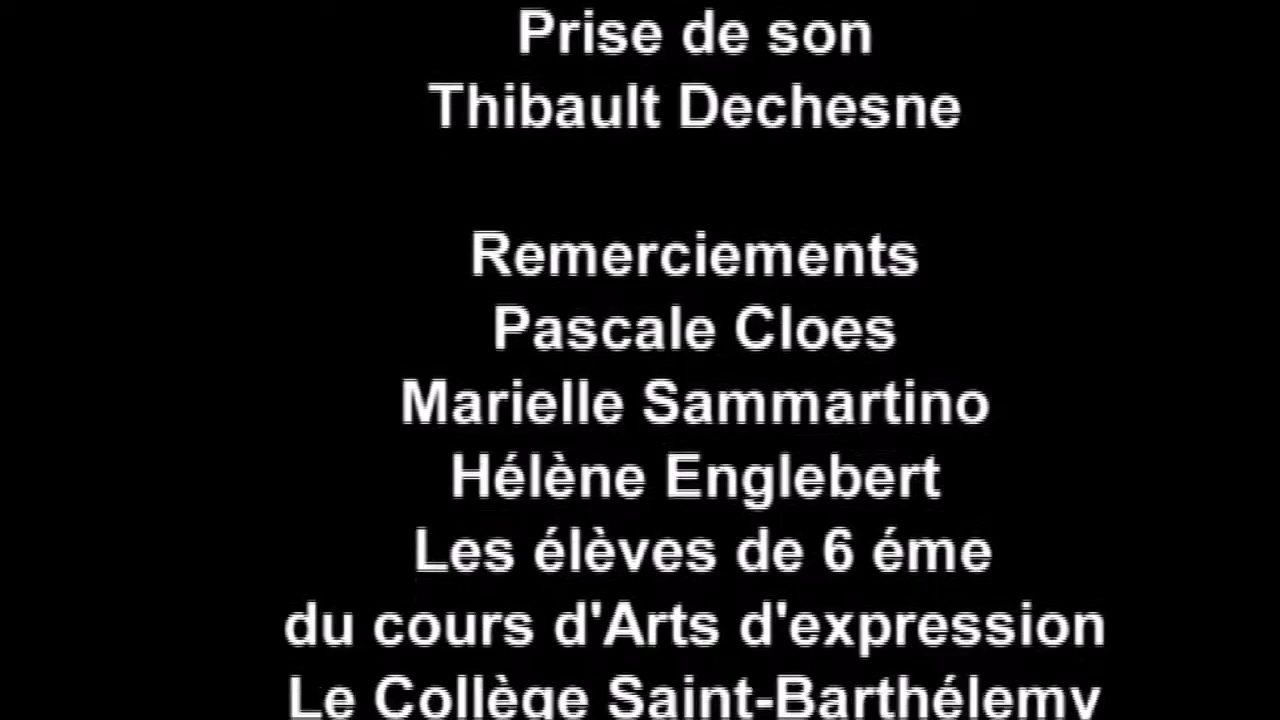 Prise de son
Thibault Dechesne
Remerciements
Pascale Cloes
Marielle Sammartino
Hélène Englebert
Les élèves de 6 éme
du cours d'Arts d'expression
Le Collège Saint-Barthélemy